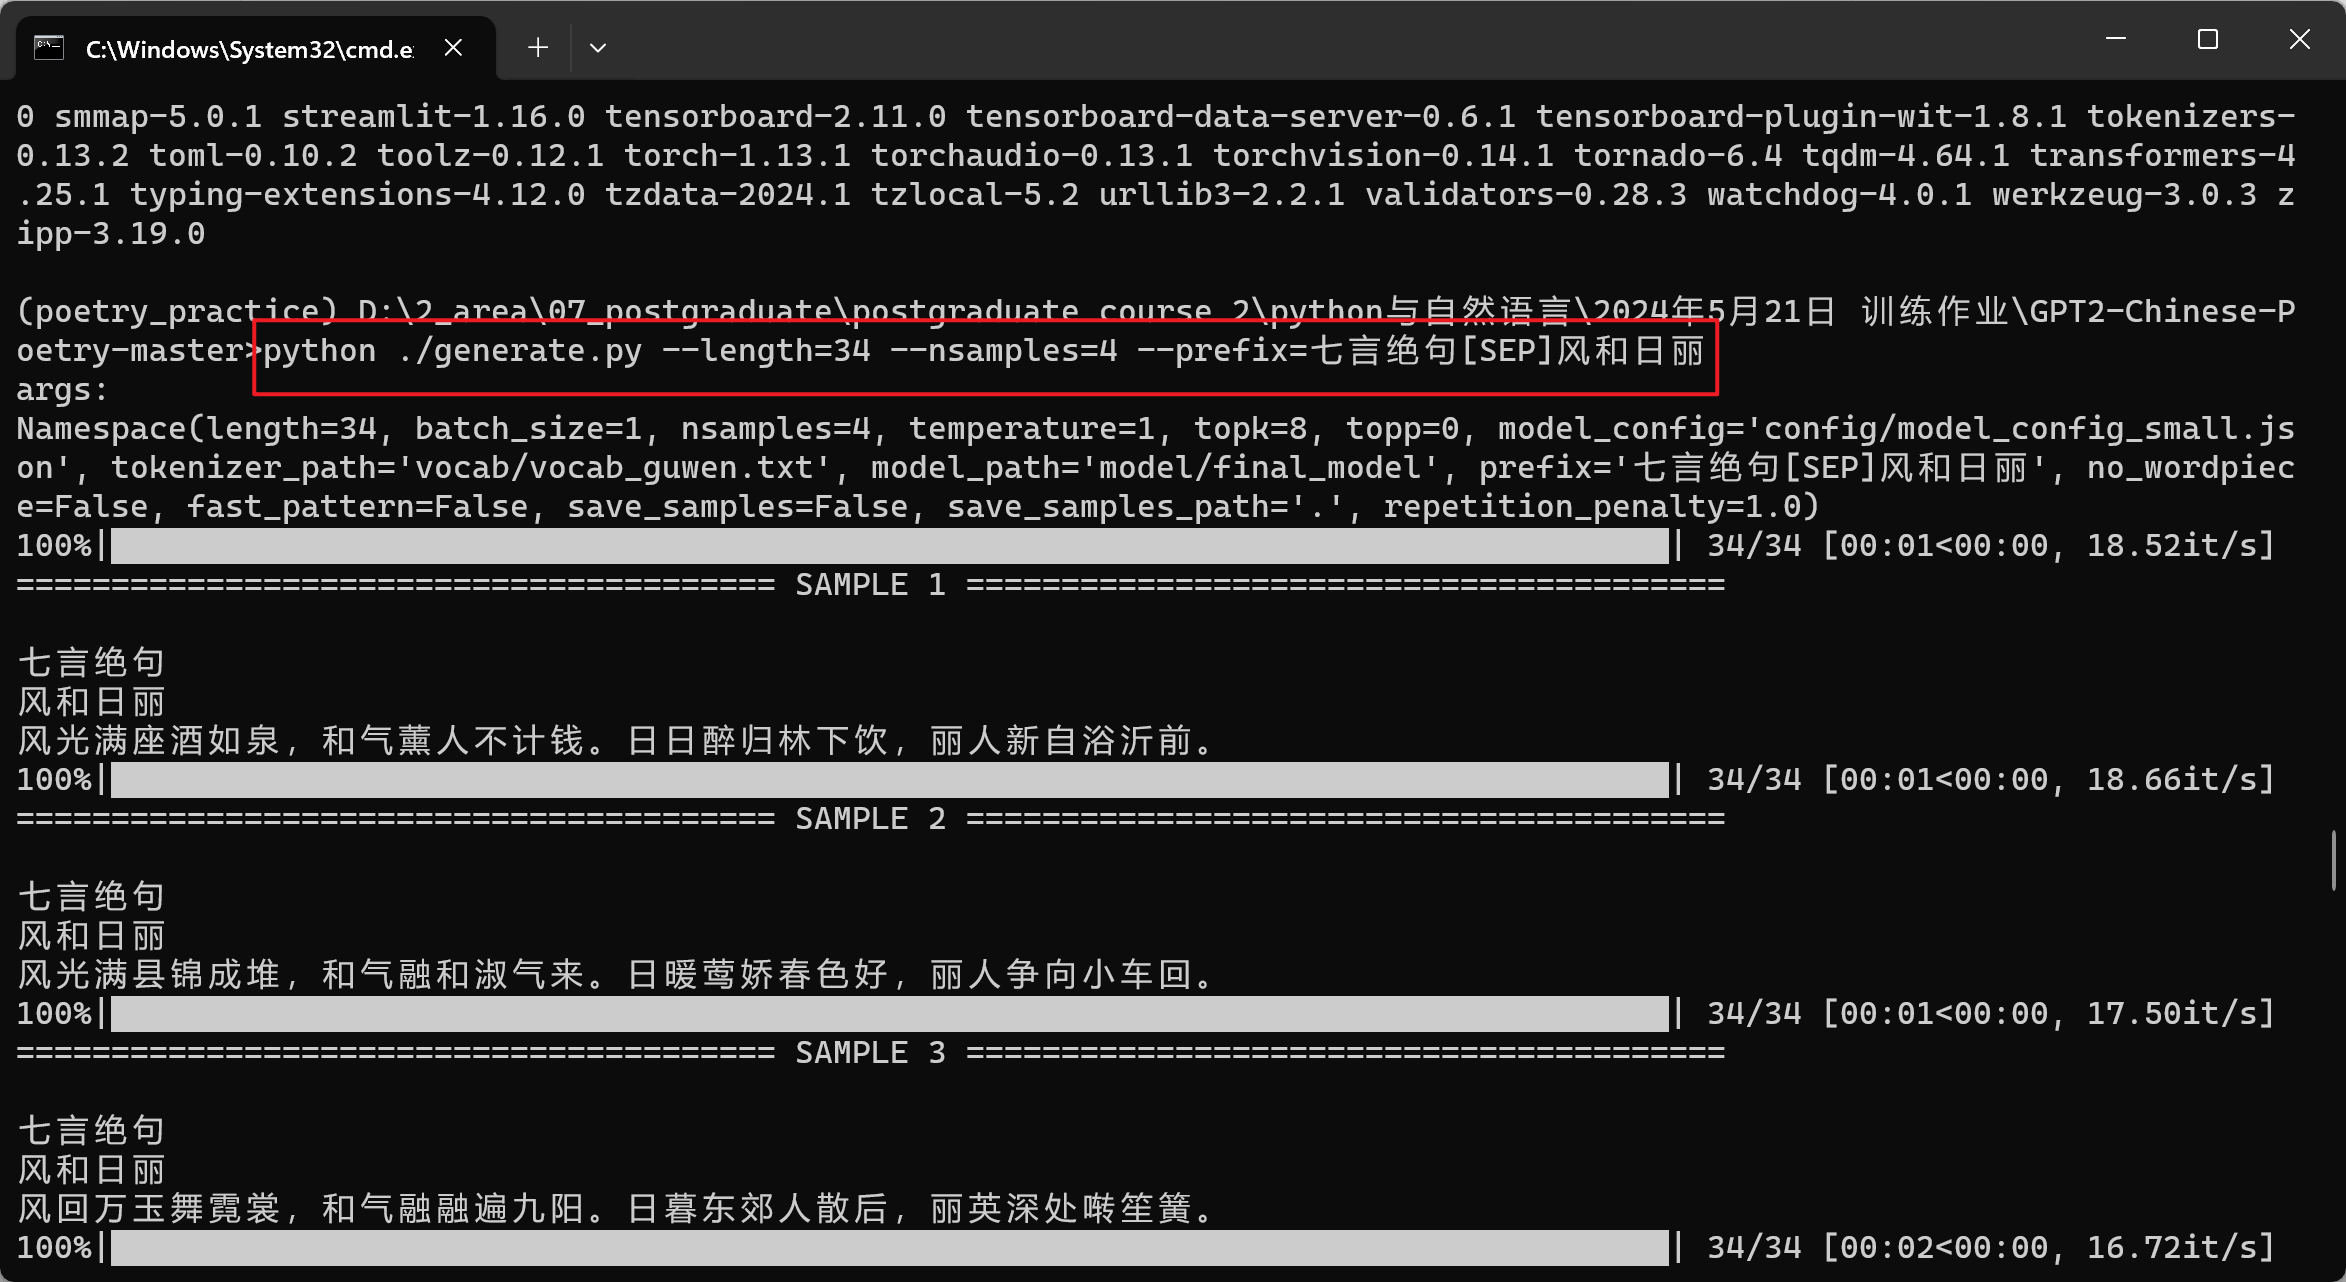 C:\Windows\System32\cmd.e
0 smmap-5.0.1 streamlit-1.16.0 tensorboard-2.11.0 tensorboard-data-server-0.6.1 tensorboard-plugin-wit-1.8.1 tokenizers-
0.13.2 toml-0.10.2 toolz-0.12.1 torch-1.13.1 torchaudio-0.13.1 torchvision-0.14.1 tornado-6.4 tqdm-4.64.1 transformers-4
.25.1 typing-extensions-4.12.0 tzdata-2024.1 tzlocal-5.2 urllib3-2.2.1 validators-0.28.3 watchdog-4.0.1 werkzeug-3.0.3 z
ipp-3.19.0
(poetry_practice) D:\2_area\07_postgraduate\postgraduate_course_2\python与自然语言\2024年5月21日 训练作业\GPT2-Chinese-P
oetry-master>python ./generate.py --length=34 --nsamples=4 --prefix=七言绝句[SEP]风和日丽
args:
Namespace(length=34, batch_size=1, nsamples=4, temperature=1, topk=8, topp=0, model_config='config/model_config_small.js
on', tokenizer_path='vocab/vocab_guwen.txt', model_path='model/final_model', prefix='七言绝句[SEP]风和日丽', no_wordpiec
e=False, fast_pattern=False, save_samples=False, save_samples_path='.', repetition_penalty=1.0)
100%|| 34/34 [00:01<00:00, 18.52it/s]
======================================== SAMPLE 1 ========================================
七言绝句
风和日丽
风光满座酒如泉，和气薰人不计钱。日日醉归林下饮，丽人新自浴沂前。
100%|| 34/34 [00:01<00:00, 18.66it/s]
======================================== SAMPLE 2 ========================================
七言绝句
风和日丽
风光满县锦成堆，和气融和淑气来。日暖莺娇春色好，丽人争向小车回。
100%|| 34/34 [00:01<00:00, 17.50it/s]
======================================== SAMPLE 3 ========================================
七言绝句
风和日丽
风回万玉舞霓裳，和气融融遍九阳。日暮东郊人散后，丽英深处啭笙簧。
100%|| 34/34 [00:02<00:00, 16.72it/s]